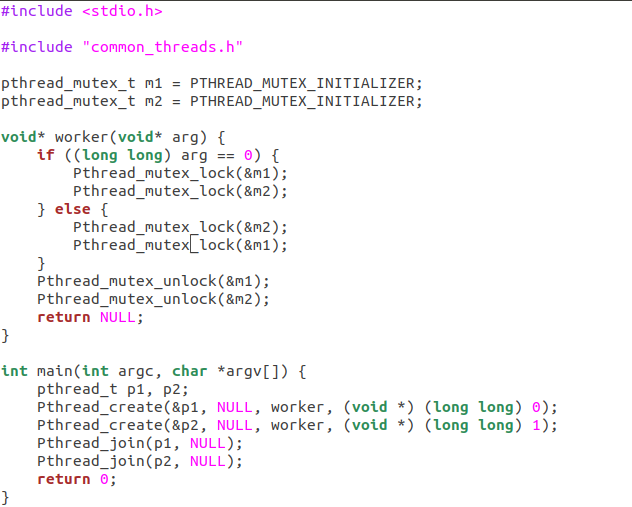 #include <stdio.h>
#include "common_threads.h"
pthread_mutex_t m1 = PTHREAD_MUTEX_INITIALIZER;
pthread_mutex_t m2 = PTHREAD_MUTEX_INITIALIZER;
void* worker(void* arg) {
    if ((long long) arg == 0) {
        Pthread_mutex_lock(&m1);
        Pthread_mutex_lock(&m2);
    } else {
        Pthread_mutex_lock(&m2);
        Pthread_mutex_lock(&m1);
    }
    Pthread_mutex_unlock(&m1);
    Pthread_mutex_unlock(&m2);
    return NULL;
}
int main(int argc, char *argv[]) {
    pthread_t p1, p2;
    Pthread_create(&p1, NULL, worker, (void *) (long long) 0);
    Pthread_create(&p2, NULL, worker, (void *) (long long) 1);
    Pthread_join(p1, NULL);
    Pthread_join(p2, NULL);
    return 0;
}